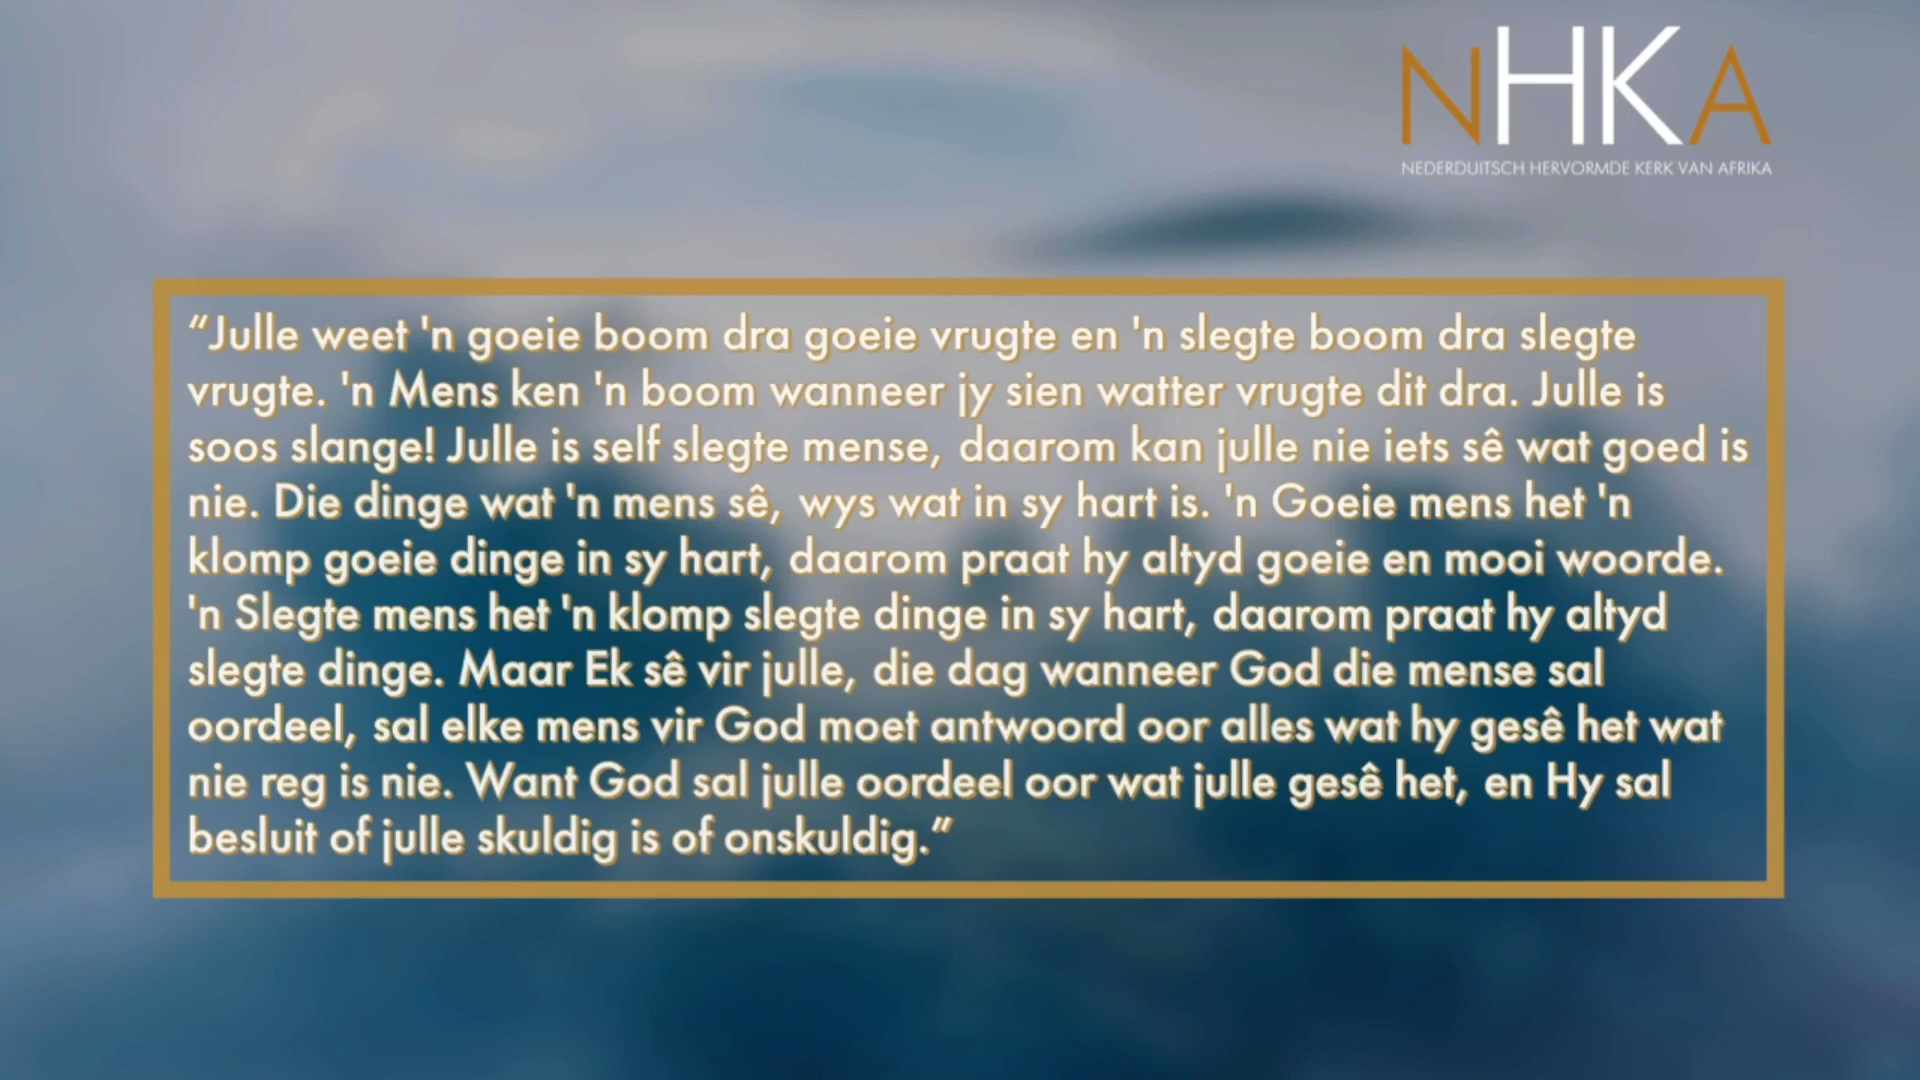 NHKA
NEDERDUITSCH HERVORMDE KERK VAN AFRIKA
“Julle weet 'n goeie boom dra goeie vrugte en 'n slegte boom dra slegte
vrugte. 'n Mens ken 'n boom wanneer jy sien watter vrugte dit dra. Julle is
soos slange! Julle is self slegte mense, daarom kan julle nie iets sê wat goed is
nie. Die dinge wat 'n mens sê, wys wat in sy hart is. 'n Goeie mens het 'n
klomp goeie dinge in sy hart, daarom praat hy altyd goeie en mooi woorde.
'n Slegte mens het 'n klomp slegte dinge in sy hart, daarom praat hy altyd
slegte dinge. Maar Ek sê vir julle, die dag wanneer God die mense sal
oordeel, sal elke mens vir God moet antwoord oor alles wat hy gesê het wat
nie reg is nie. Want God sal julle oordeel oor wat julle gesê het, en Hy sal
besluit of julle skuldig is of onskuldig.”